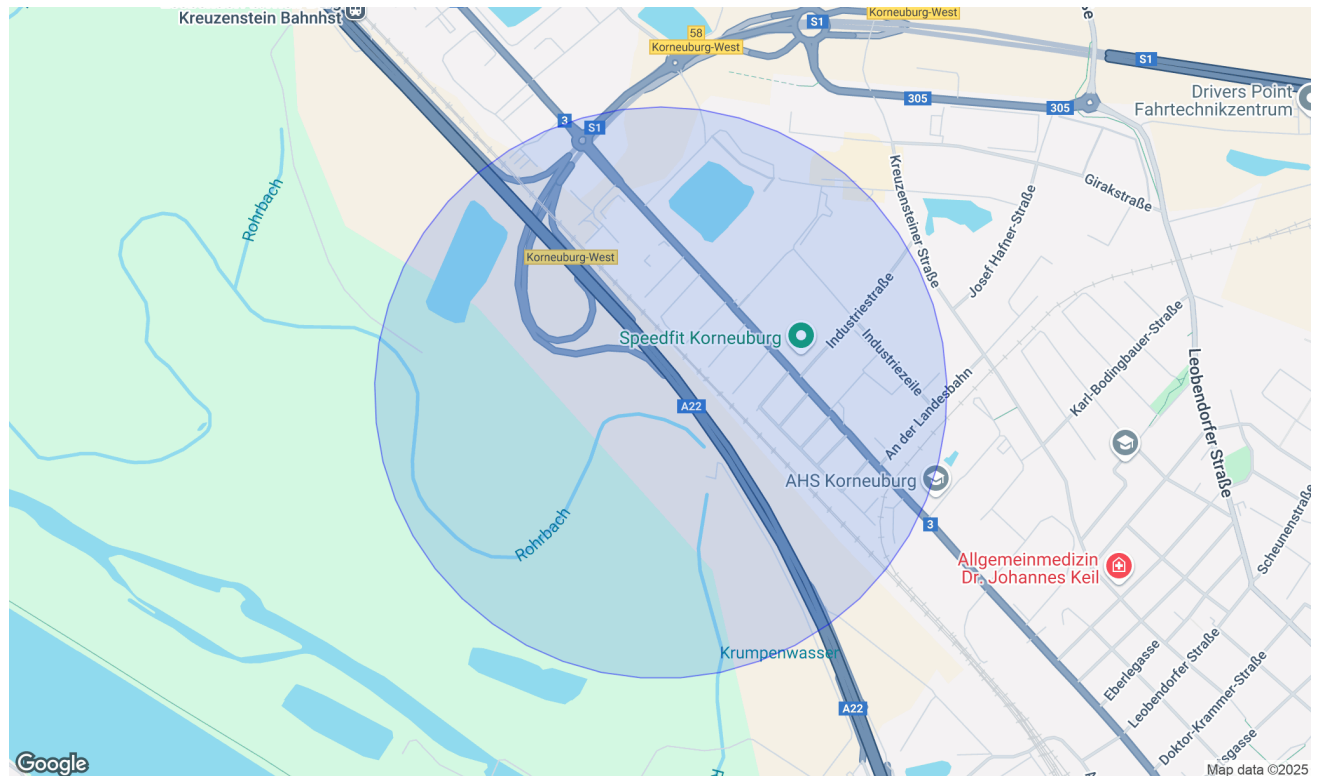 Kreuzenstein Bahnhst
S1
Korneuburg-West
58
Korneuburg-West
S1
305
305
Drivers Point-
Fahrtechnikzentrum
3
S1
Rohrbach
Kreuzensteiner Straße
Girakstraße
Josef Hafner-Straße
Korneuburg-West
Speedfit Korneuburg
Industriestraße
Industriezeile
An der Landesbahn
Karl-Bodingbauer-Straße
Leobendorfer Straße
A22
AHS Korneuburg
3
Rohrbach
Scheunenstraße
Allgemeinmedizin
Dr. Johannes Keil
Krumpenwasser
Eberlegasse
Leobendorfer Straße
Doktor-Krammer-Straße
A22
Google
Map data ©2025